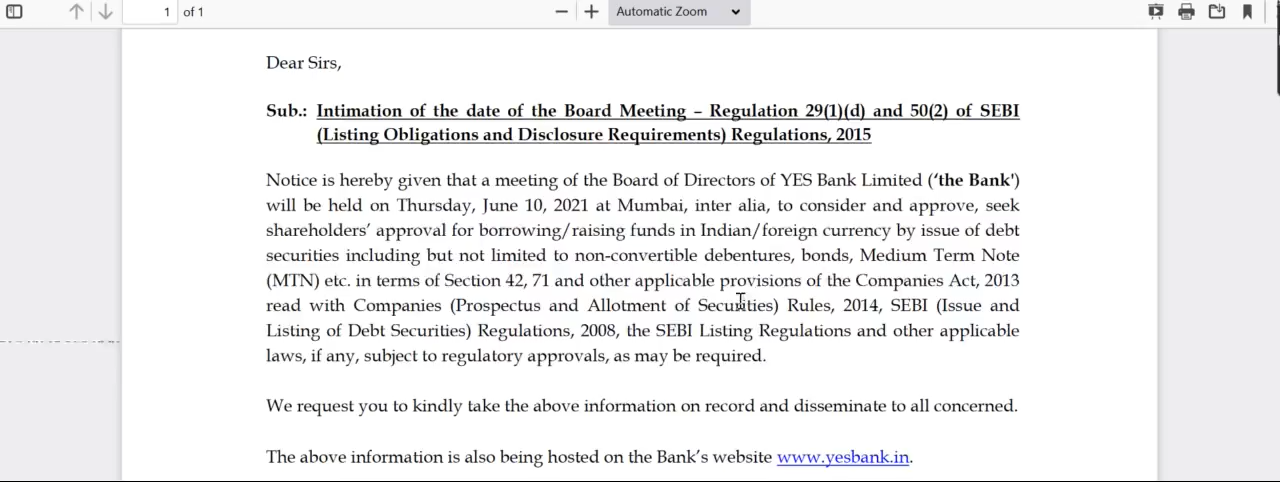 1 of 1
Automatic Zoom
Dear Sirs,
Sub.: Intimation of the date of the Board Meeting – Regulation 29(1)(d) and 50(2) of SEBI
(Listing Obligations and Disclosure Requirements) Regulations, 2015
Notice is hereby given that a meeting of the Board of Directors of YES Bank Limited (‘the Bank')
will be held on Thursday, June 10, 2021 at Mumbai, inter alia, to consider and approve, seek
shareholders’ approval for borrowing/raising funds in Indian/foreign currency by issue of debt
securities including but not limited to non-convertible debentures, bonds, Medium Term Note
(MTN) etc. in terms of Section 42, 71 and other applicable provisions of the Companies Act, 2013
read with Companies (Prospectus and Allotment of Securities) Rules, 2014, SEBI (Issue and
Listing of Debt Securities) Regulations, 2008, the SEBI Listing Regulations and other applicable
laws, if any, subject to regulatory approvals, as may be required.
We request you to kindly take the above information on record and disseminate to all concerned.
The above information is also being hosted on the Bank’s website www.yesbank.in.